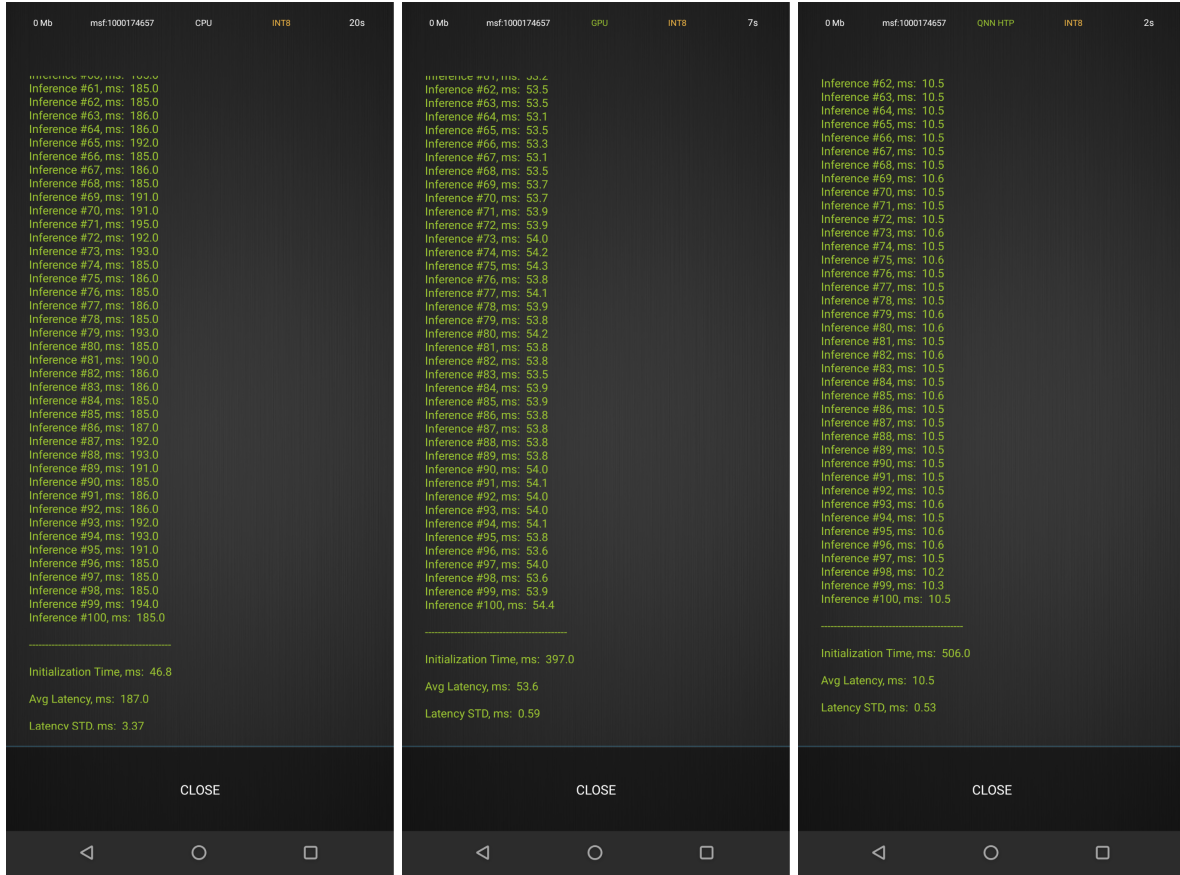 0 Mb msf:1000174657 CPU INT8 20s
Inference #60, ms: 185.0
Inference #61, ms: 185.0
Inference #62, ms: 185.0
Inference #63, ms: 186.0
Inference #64, ms: 186.0
Inference #65, ms: 192.0
Inference #66, ms: 185.0
Inference #67, ms: 186.0
Inference #68, ms: 185.0
Inference #69, ms: 191.0
Inference #70, ms: 191.0
Inference #71, ms: 195.0
Inference #72, ms: 192.0
Inference #73, ms: 193.0
Inference #74, ms: 185.0
Inference #75, ms: 186.0
Inference #76, ms: 185.0
Inference #77, ms: 186.0
Inference #78, ms: 185.0
Inference #79, ms: 193.0
Inference #80, ms: 185.0
Inference #81, ms: 190.0
Inference #82, ms: 186.0
Inference #83, ms: 186.0
Inference #84, ms: 185.0
Inference #85, ms: 185.0
Inference #86, ms: 187.0
Inference #87, ms: 192.0
Inference #88, ms: 193.0
Inference #89, ms: 191.0
Inference #90, ms: 185.0
Inference #91, ms: 186.0
Inference #92, ms: 186.0
Inference #93, ms: 192.0
Inference #94, ms: 193.0
Inference #95, ms: 191.0
Inference #96, ms: 185.0
Inference #97, ms: 185.0
Inference #98, ms: 185.0
Inference #99, ms: 194.0
Inference #100, ms: 185.0
--------------------------------------------
Initialization Time, ms: 46.8
Avg Latency, ms: 187.0
Latency STD, ms: 3.37
CLOSE
0 Mb msf:1000174657 GPU INT8 7s
Inference #61, ms: 53.2
Inference #62, ms: 53.5
Inference #63, ms: 53.5
Inference #64, ms: 53.1
Inference #65, ms: 53.5
Inference #66, ms: 53.3
Inference #67, ms: 53.1
Inference #68, ms: 53.5
Inference #69, ms: 53.7
Inference #70, ms: 53.7
Inference #71, ms: 53.9
Inference #72, ms: 53.9
Inference #73, ms: 54.0
Inference #74, ms: 54.2
Inference #75, ms: 54.3
Inference #76, ms: 53.8
Inference #77, ms: 54.1
Inference #78, ms: 53.9
Inference #79, ms: 53.8
Inference #80, ms: 54.2
Inference #81, ms: 53.8
Inference #82, ms: 53.8
Inference #83, ms: 53.5
Inference #84, ms: 53.9
Inference #85, ms: 53.9
Inference #86, ms: 53.8
Inference #87, ms: 53.8
Inference #88, ms: 53.8
Inference #89, ms: 53.8
Inference #90, ms: 54.0
Inference #91, ms: 54.1
Inference #92, ms: 54.0
Inference #93, ms: 54.0
Inference #94, ms: 54.1
Inference #95, ms: 53.8
Inference #96, ms: 53.6
Inference #97, ms: 54.0
Inference #98, ms: 53.6
Inference #99, ms: 53.9
Inference #100, ms: 54.4
--------------------------------------------
Initialization Time, ms: 397.0
Avg Latency, ms: 53.6
Latency STD, ms: 0.59
CLOSE
0 Mb msf:1000174657 QNN HTP INT8 2s
Inference #62, ms: 10.5
Inference #63, ms: 10.5
Inference #64, ms: 10.5
Inference #65, ms: 10.5
Inference #66, ms: 10.5
Inference #67, ms: 10.5
Inference #68, ms: 10.5
Inference #69, ms: 10.6
Inference #70, ms: 10.5
Inference #71, ms: 10.5
Inference #72, ms: 10.5
Inference #73, ms: 10.6
Inference #74, ms: 10.5
Inference #75, ms: 10.6
Inference #76, ms: 10.5
Inference #77, ms: 10.5
Inference #78, ms: 10.5
Inference #79, ms: 10.6
Inference #80, ms: 10.6
Inference #81, ms: 10.5
Inference #82, ms: 10.6
Inference #83, ms: 10.5
Inference #84, ms: 10.5
Inference #85, ms: 10.6
Inference #86, ms: 10.5
Inference #87, ms: 10.5
Inference #88, ms: 10.5
Inference #89, ms: 10.5
Inference #90, ms: 10.5
Inference #91, ms: 10.5
Inference #92, ms: 10.5
Inference #93, ms: 10.6
Inference #94, ms: 10.5
Inference #95, ms: 10.6
Inference #96, ms: 10.6
Inference #97, ms: 10.5
Inference #98, ms: 10.2
Inference #99, ms: 10.3
Inference #100, ms: 10.5
--------------------------------------------
Initialization Time, ms: 506.0
Avg Latency, ms: 10.5
Latency STD, ms: 0.53
CLOSE